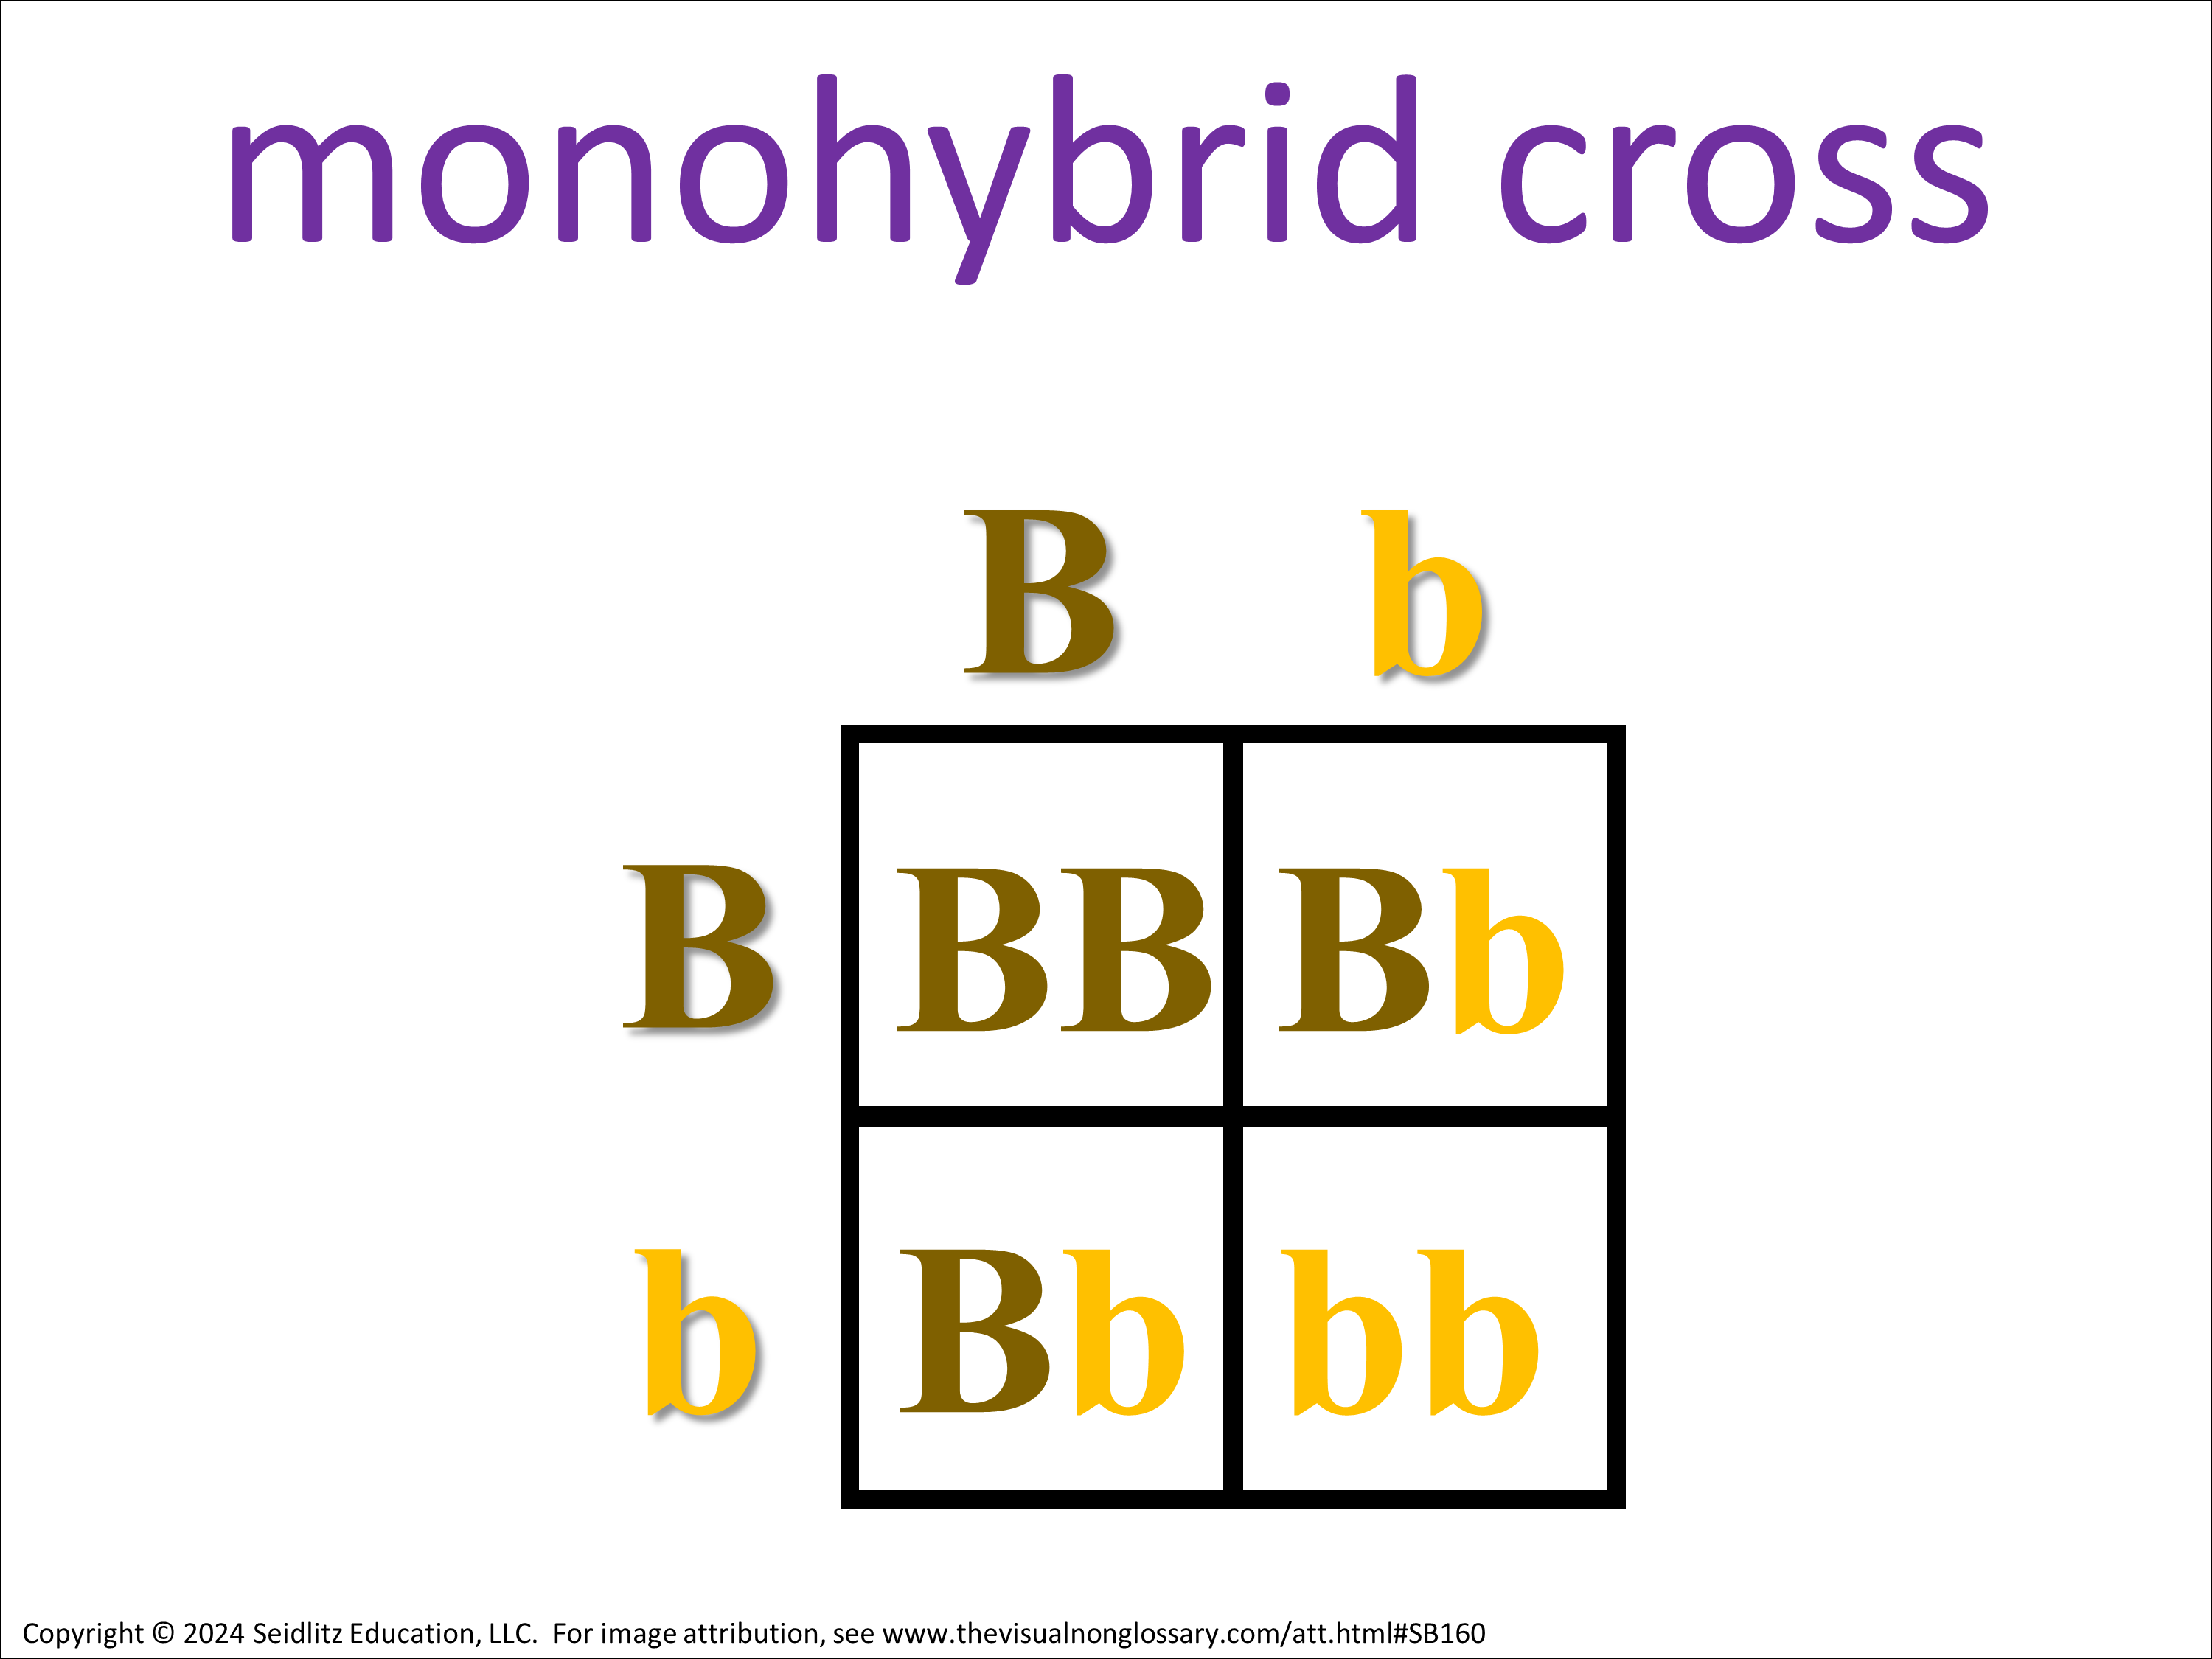 monohybrid cross
B b
B BB Bb
b Bb bb
Copyright © 2024 Seidlitz Education, LLC.  For image attribution, see www.thevisualnonglossary.com/att.html#SB160